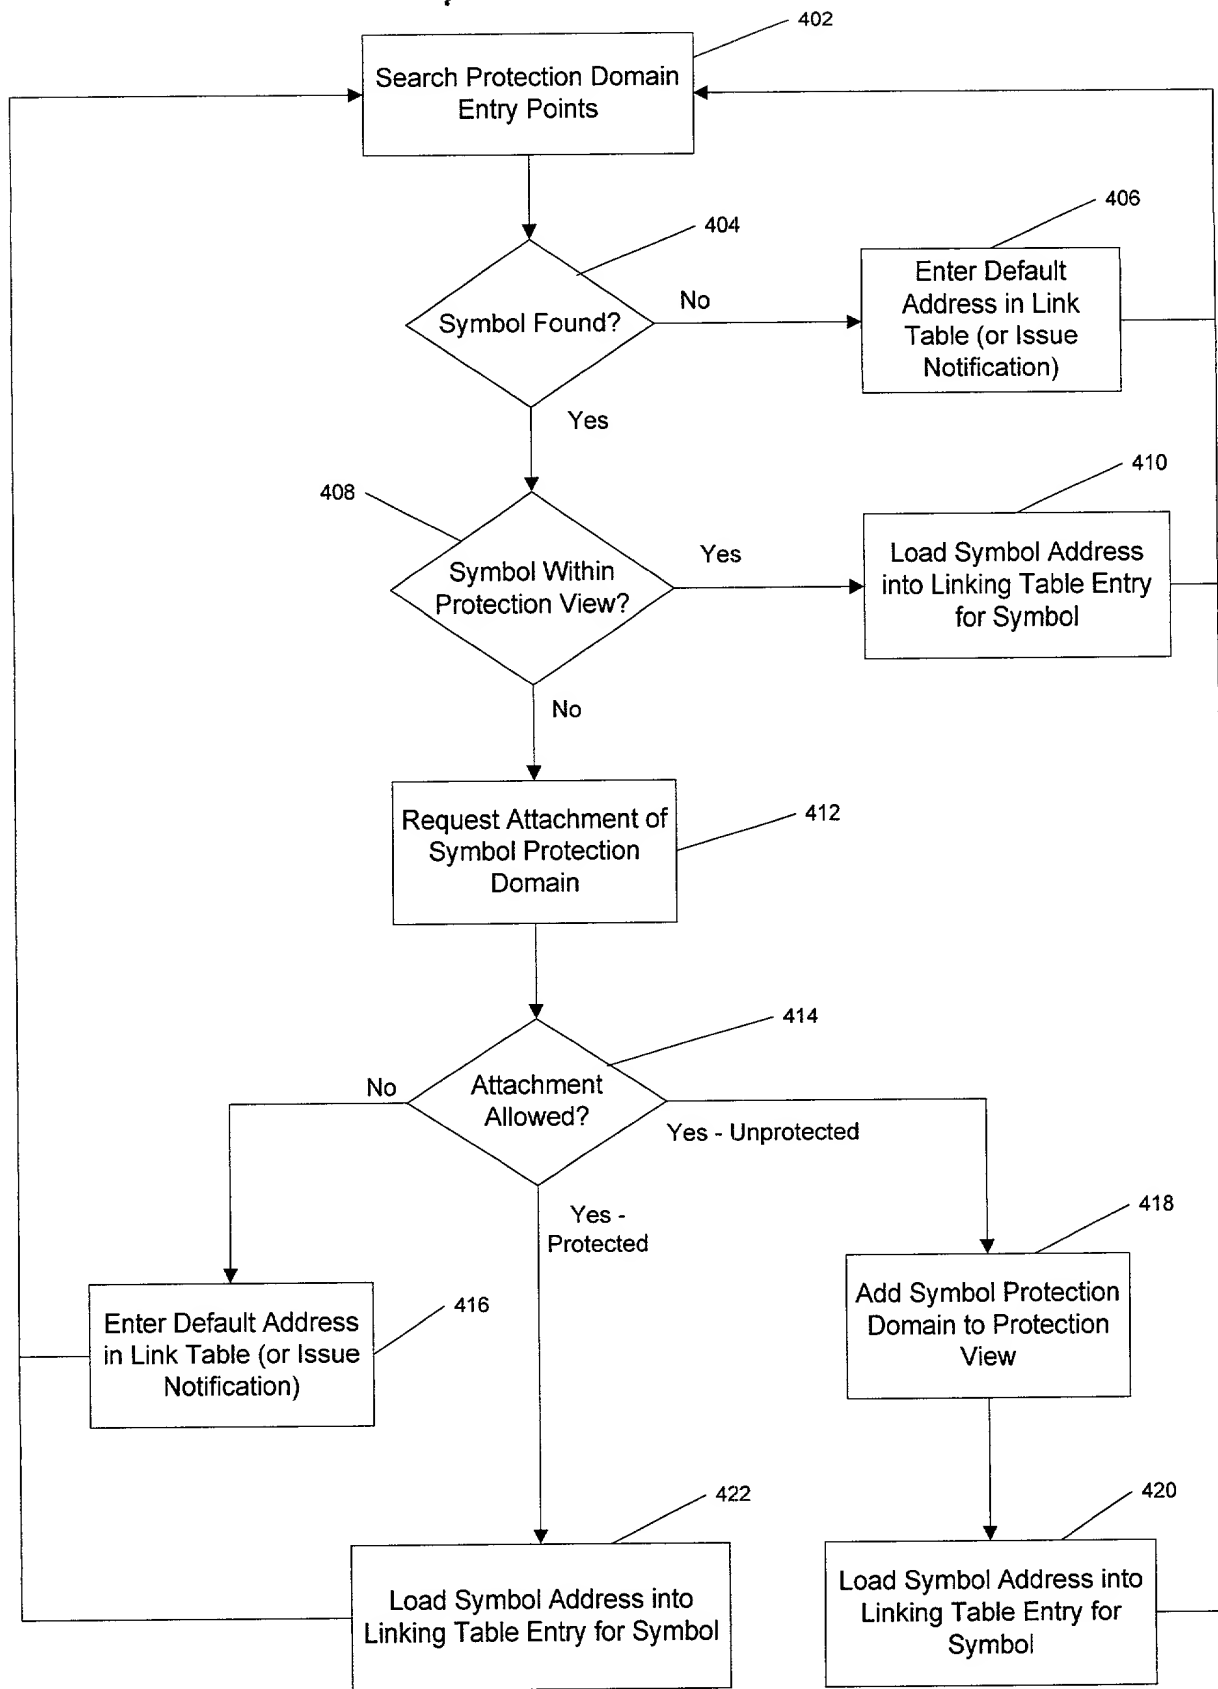 402
Search Protection Domain
Entry Points
404
Symbol Found?
No
406
Enter Default
Address in Link
Table (or Issue
Notification)
Yes
408
Symbol Within
Protection View?
Yes
410
Load Symbol Address
into Linking Table Entry
for Symbol
No
Request Attachment of
Symbol Protection
Domain
412
414
Attachment
Allowed?
No
Yes - Unprotected
Yes -
Protected
416
Enter Default Address
in Link Table (or Issue
Notification)
418
Add Symbol Protection
Domain to Protection
View
422
Load Symbol Address into
Linking Table Entry for Symbol
420
Load Symbol Address into
Linking Table Entry for
Symbol